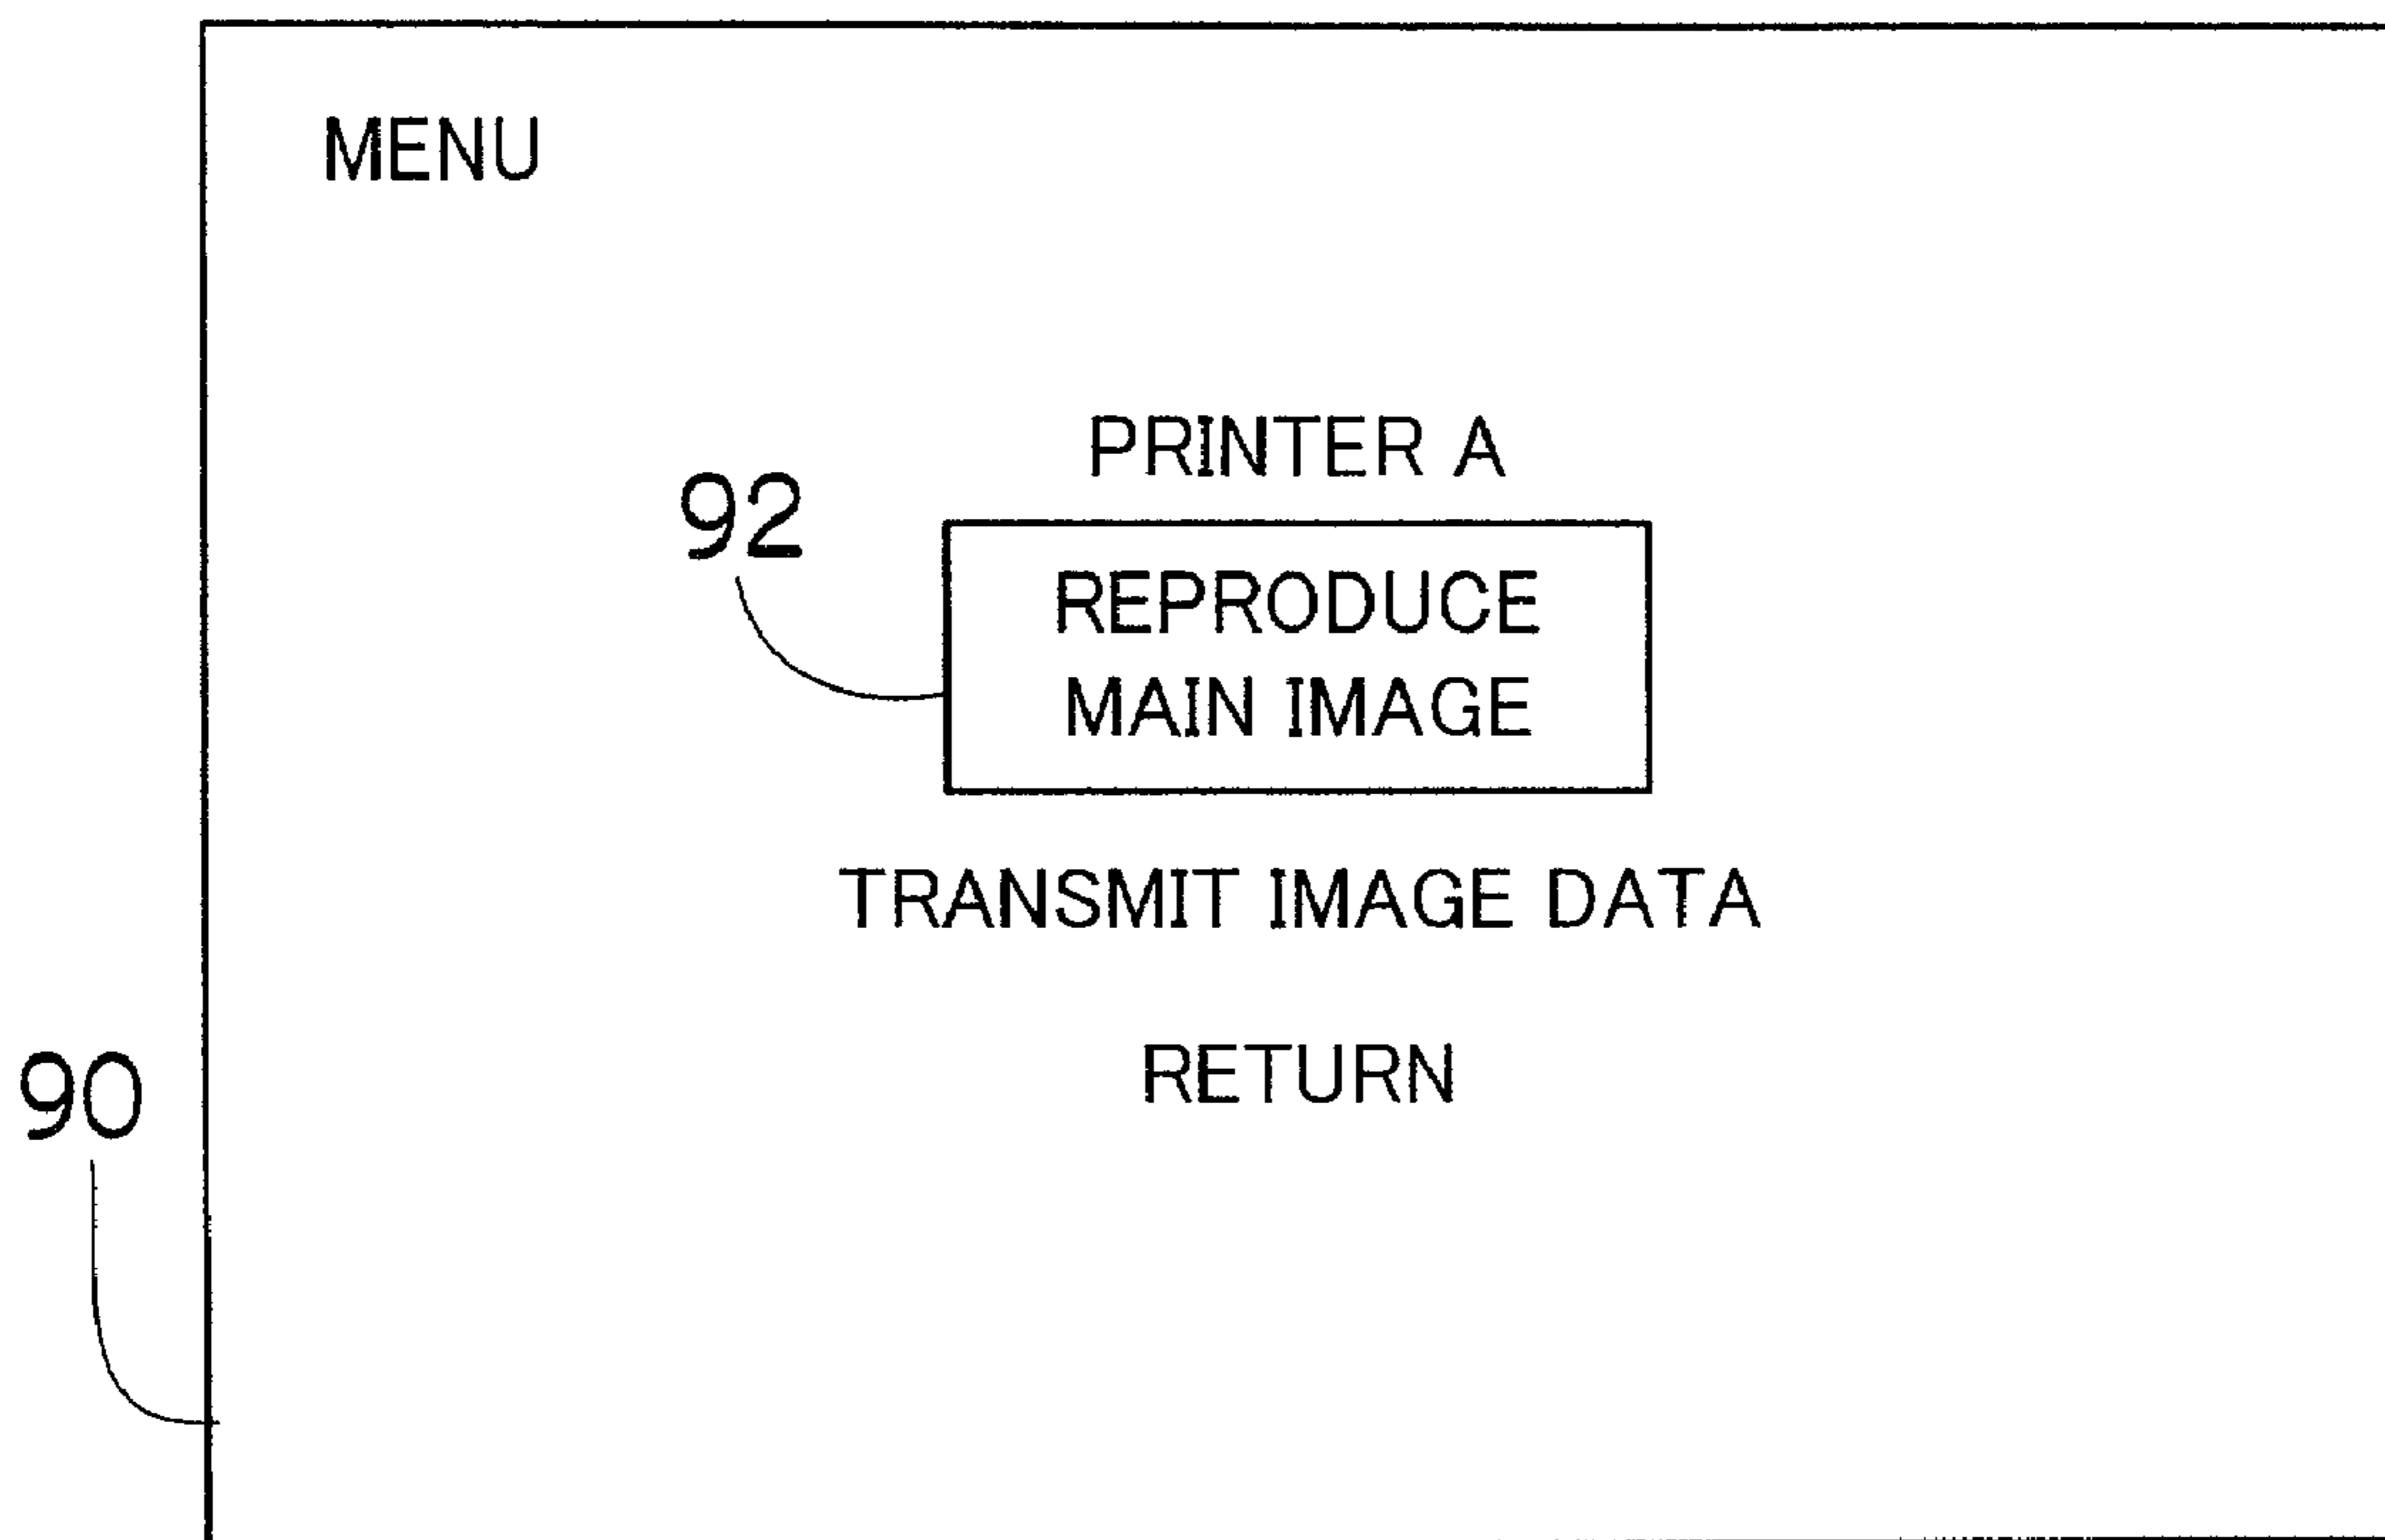 MENU
PRINTER A
92
REPRODUCE
MAIN IMAGE
TRANSMIT IMAGE DATA
RETURN
90